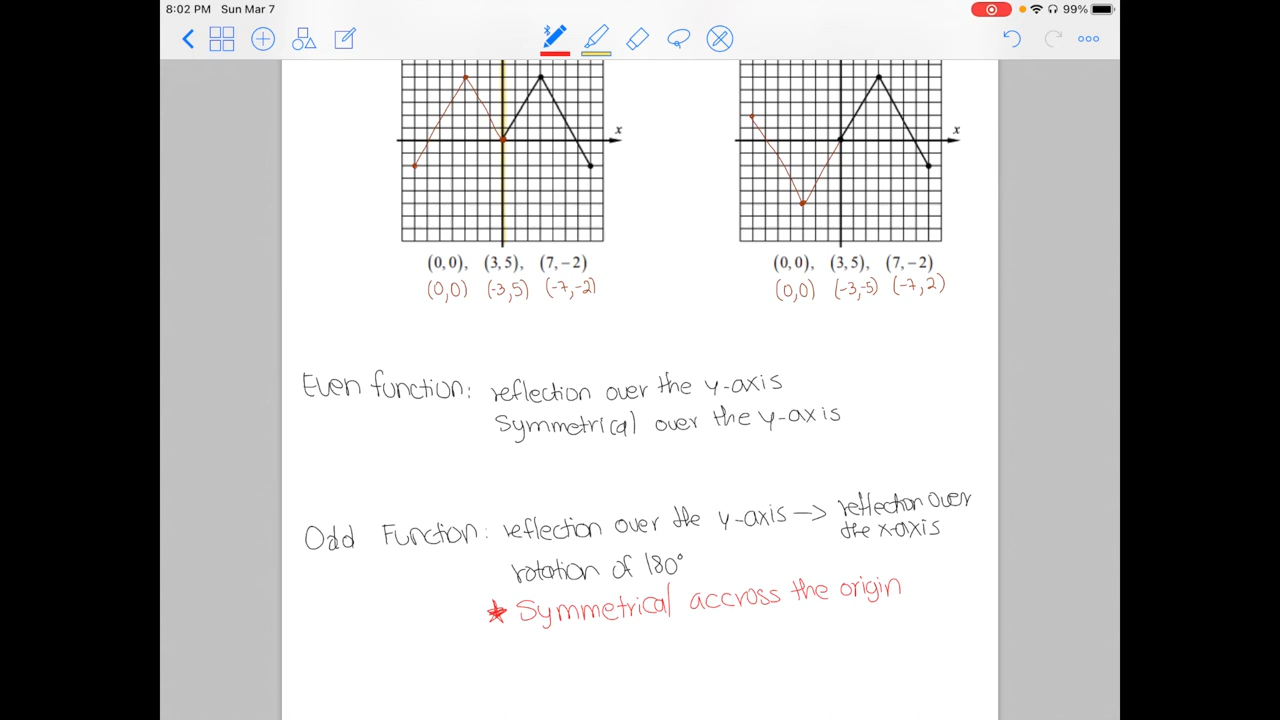 8:02 PM Sun Mar 7 99%
x x
(0,0), (3,5), (7,−2) (0,0), (3,5), (7,−2)
(0,0) (-3,5) (-7,-2) (0,0) (-3,-5) (-7,2)
Even function: reflection over the y-axis
Symmetrical over the y-axis
Odd Function: reflection over the y-axis → reflection over
the x-axis
rotation of 180°
* Symmetrical accross the origin